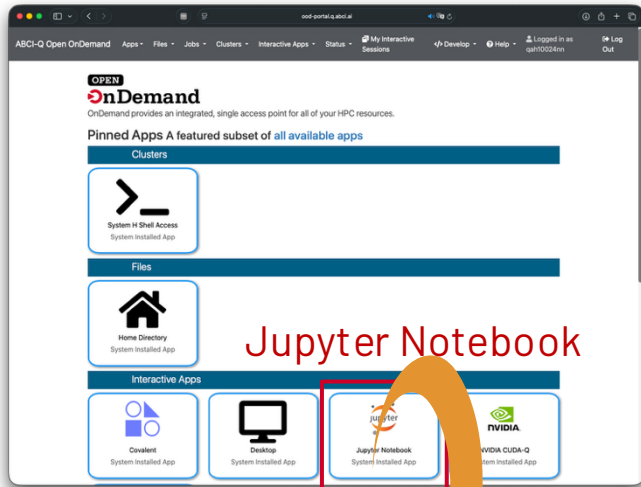 ood-portal.q.abci.ai
ABCI-Q Open OnDemand Apps Files Jobs Clusters Interactive Apps Status My Interactive Sessions </> Develop Help Logged in as qah10024nn Log Out
OPEN
OnDemand
OnDemand provides an integrated, single access point for all of your HPC resources.
Pinned Apps A featured subset of all available apps
Clusters
System H Shell Access
System Installed App
Files
Home Directory
System Installed App
Jupyter Notebook
Interactive Apps
Covalent
System Installed App
Desktop
System Installed App
jupyter
Jupyter Notebook
System Installed App
NVIDIA
NVIDIA CUDA-Q
System Installed App